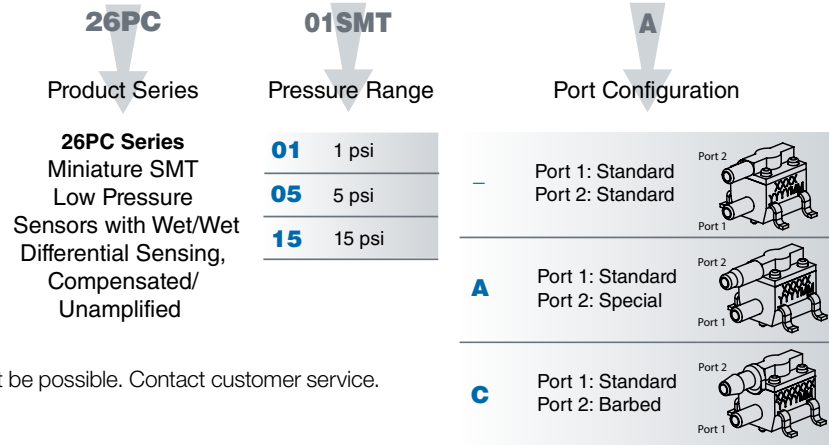 26PC
01SMT
A
Product Series
Pressure Range
Port Configuration
26PC Series
Miniature SMT
Low Pressure
Sensors with Wet/Wet
Differential Sensing,
Compensated/
Unamplified
01 1 psi
05 5 psi
15 15 psi
–
Port 1: Standard
Port 2: Standard
Port 2
XXXX
YYYMM
Port 1
A
Port 1: Standard
Port 2: Special
Port 2
Port 1
C
Port 1: Standard
Port 2: Barbed
Port 2
Port 1
be possible. Contact customer service.